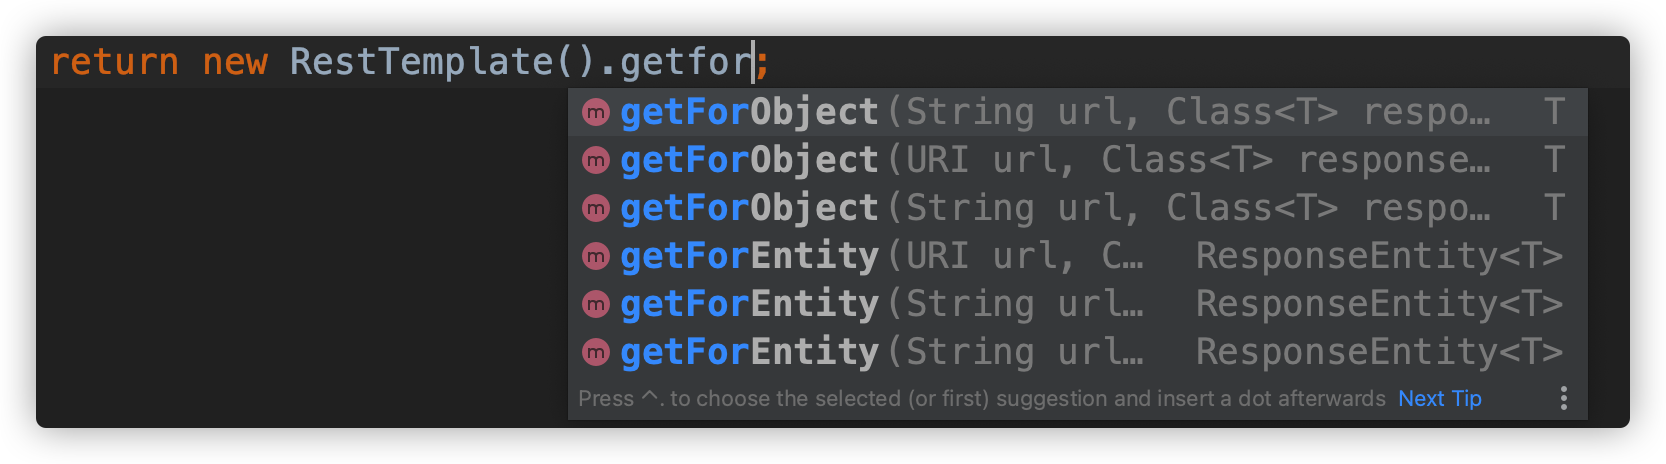 return new RestTemplate().getfor;
m getForObject(String url, Class<T> respo… T
m getForObject(URI url, Class<T> response… T
m getForObject(String url, Class<T> respo… T
m getForEntity(URI url, C… ResponseEntity<T>
m getForEntity(String url… ResponseEntity<T>
m getForEntity(String url… ResponseEntity<T>
Press ^. to choose the selected (or first) suggestion and insert a dot afterwards Next Tip